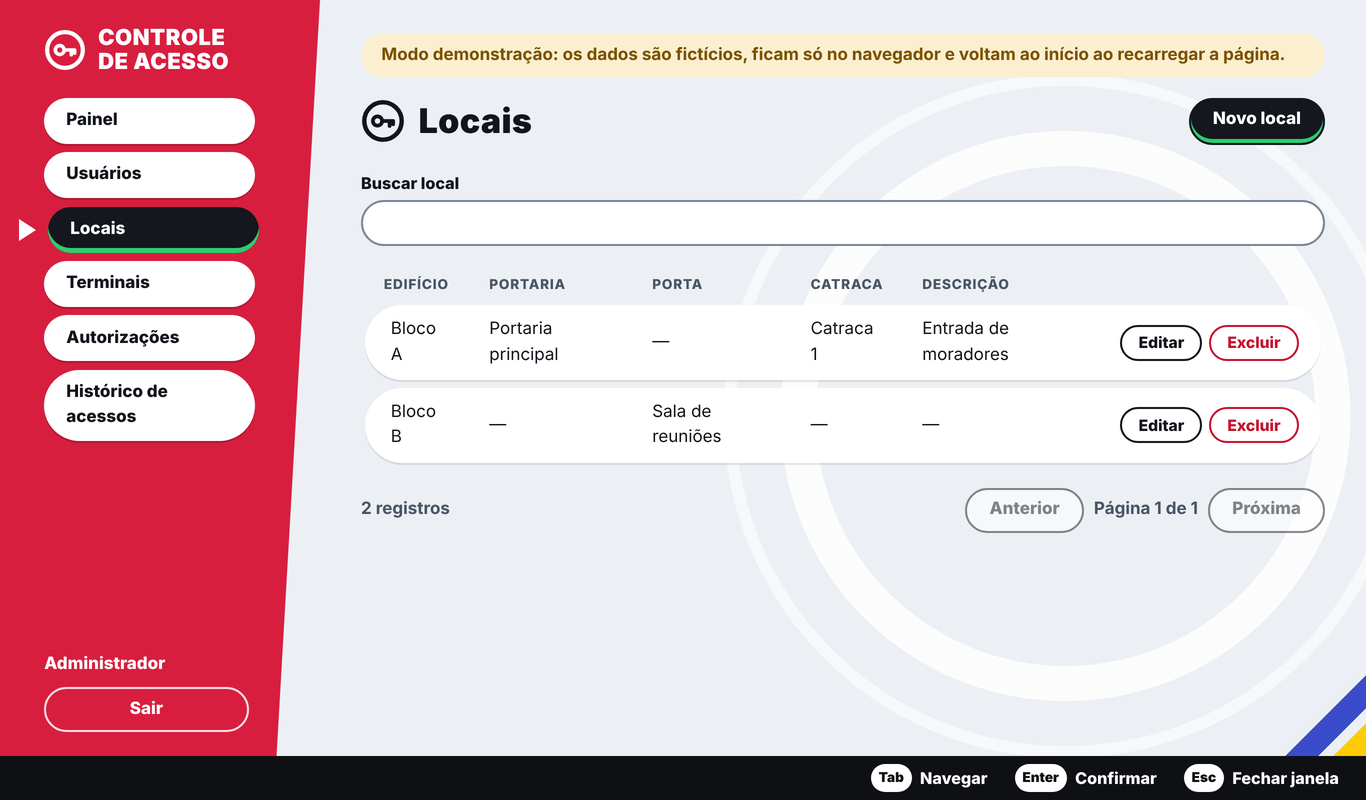 CONTROLE
DE ACESSO
Painel
Usuários
Locais
Terminais
Autorizações
Histórico de
acessos
Administrador
Sair
Modo demonstração: os dados são fictícios, ficam só no navegador e voltam ao início ao recarregar a página.
Locais
Novo local
Buscar local
EDIFÍCIO PORTARIA PORTA CATRACA DESCRIÇÃO
Bloco Portaria Catraca Entrada de
A principal — 1 moradores Editar Excluir
Bloco Sala de
B — reuniões — — Editar Excluir
2 registros Anterior Página 1 de 1 Próxima
Tab Navegar Enter Confirmar Esc Fechar janela